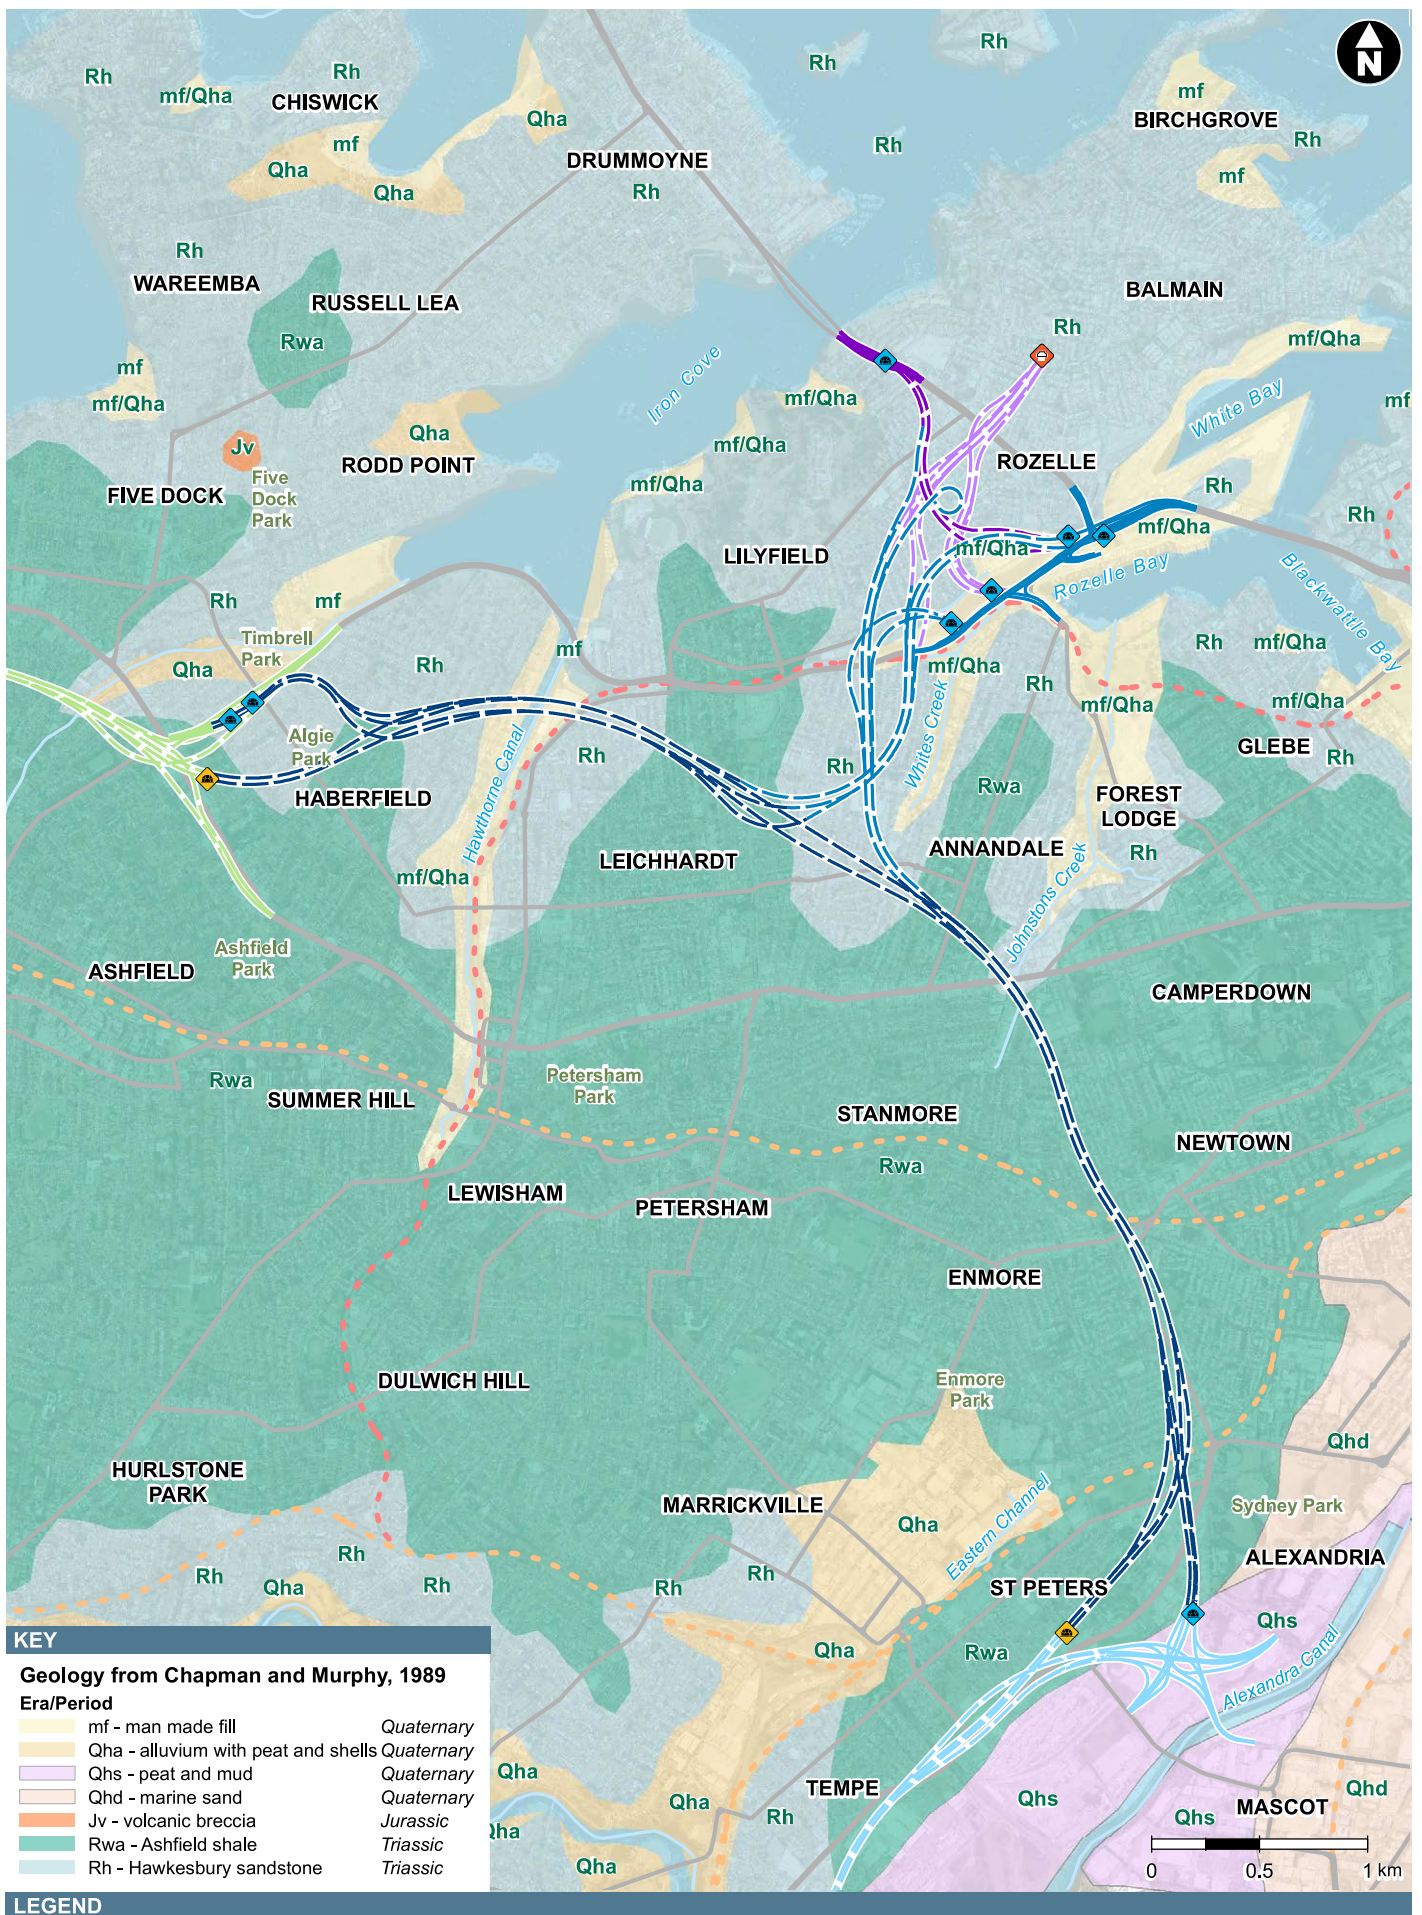 Rh
Rh
Rh
Rh
mf/Qha
CHISWICK
mf
BIRCHGROVE
Qha
DRUMMOYNE
mf
Rh
Rh
Qha
Qha
Rh
mf
Rh
WAREEMBA
RUSSELL LEA
BALMAIN
Rwa
Rh
mf/Qha
Iron Cove
mf
mf/Qha
mf/Qha
White Bay
mf
Qha
Jv
RODD POINT
mf/Qha
ROZELLE
Five
Dock
Park
FIVE DOCK
mf/Qha
Rh
Rh
mf/Qha
LILYFIELD
mf/Qha
Rozelle Bay
Blackwattle Bay
Rh
mf
Timbrell
Park
Qha
Rh
mf
mf/Qha
Rh
mf/Qha
Rh
mf/Qha
mf/Qha
Algie
Park
Hawthorne Canal
Rh
Rh
Whites Creek
GLEBE
Rh
HABERFIELD
Rwa
FOREST
LODGE
LEICHHARDT
ANNANDALE
Rh
mf/Qha
Johnstons Creek
Ashfield
Park
ASHFIELD
CAMPERDOWN
Rwa
SUMMER HILL
Petersham
Park
STANMORE
NEWTOWN
Rwa
LEWISHAM
PETERSHAM
ENMORE
DULWICH HILL
Enmore
Park
Qhd
HURLSTONE
PARK
MARRICKVILLE
Qha
Eastern Channel
Sydney Park
ALEXANDRIA
Rh
Rh
Qha
Rh
Rh
Rh
ST PETERS
Qhs
Qha
Rwa
Alexandra Canal
Qha
TEMPE
Qhs
Qhd
Qha
Rh
Qhs
MASCOT
Qha
Qha
0 0.5 1 km
KEY
Geology from Chapman and Murphy, 1989
Era/Period
mf - man made fill Quaternary
Qha - alluvium with peat and shells Quaternary
Qhs - peat and mud Quaternary
Qhd - marine sand Quaternary
Jv - volcanic breccia Jurassic
Rwa - Ashfield shale Triassic
Rh - Hawkesbury sandstone Triassic
LEGEND
N